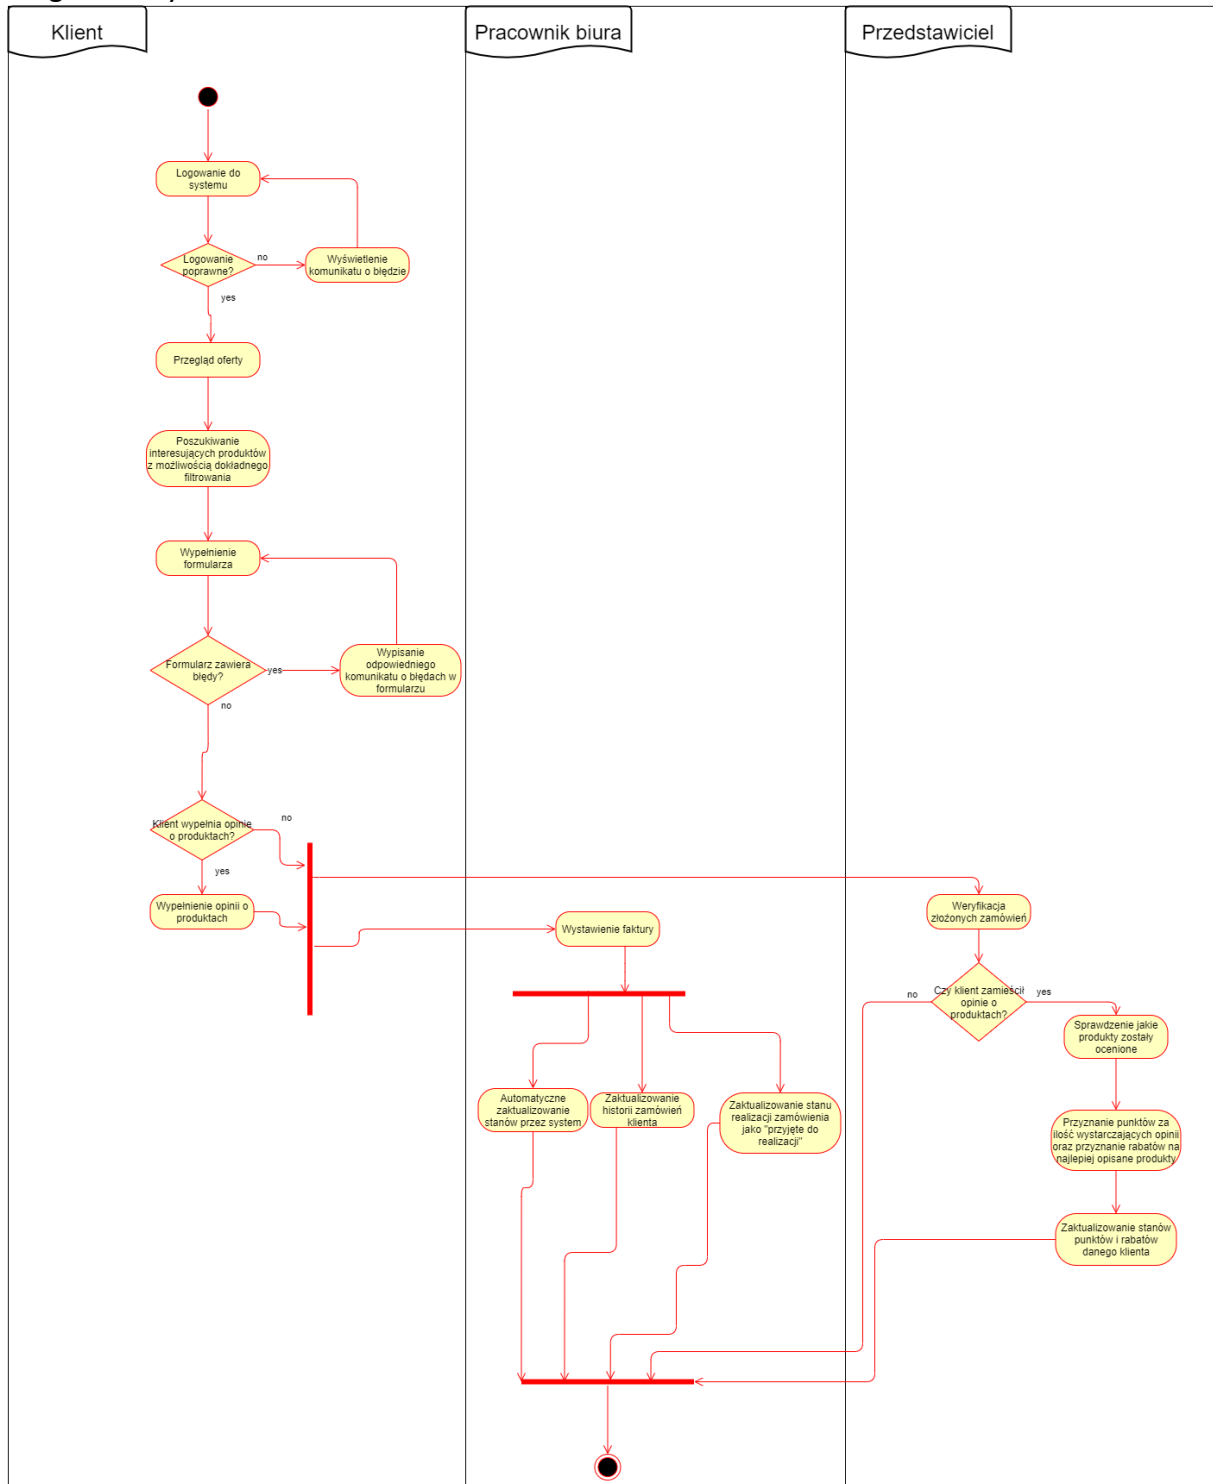 Klient
Pracownik biura
Przedstawiciel
Logowanie do
systemu
Logowanie
poprawne?
no
Wyświetlenie
komunikatu o błędzie
yes
Przegląd oferty
Poszukiwanie
interesujących produktów
z możliwością dokładnego
filtrowania
Wypełnienie
formularza
Formularz zawiera
błędy?
yes
Wypisanie
odpowiedniego
komunikatu o błędach w
formularzu
no
Klient wypełnia opinie
o produktach?
no
yes
Wypełnienie opinii o
produktach
Wystawienie faktury
Automatyczne
zaktualizowanie
stanów przez system
Zaktualizowanie
historii zamówień
klienta
Zaktualizowanie stanu
realizacji zamówienia
jako "przyjęte do
realizacji"
Weryfikacja
złożonych zamówień
Czy klient zamieścił
opinie o
produktach?
no
yes
Sprawdzenie jakie
produkty zostały
ocenione
Przyznanie punktów za
ilość wystarczających opinii
oraz przyznanie rabatów na
najlepiej opisane produkty
Zaktualizowanie stanów
punktów i rabatów
danego klienta